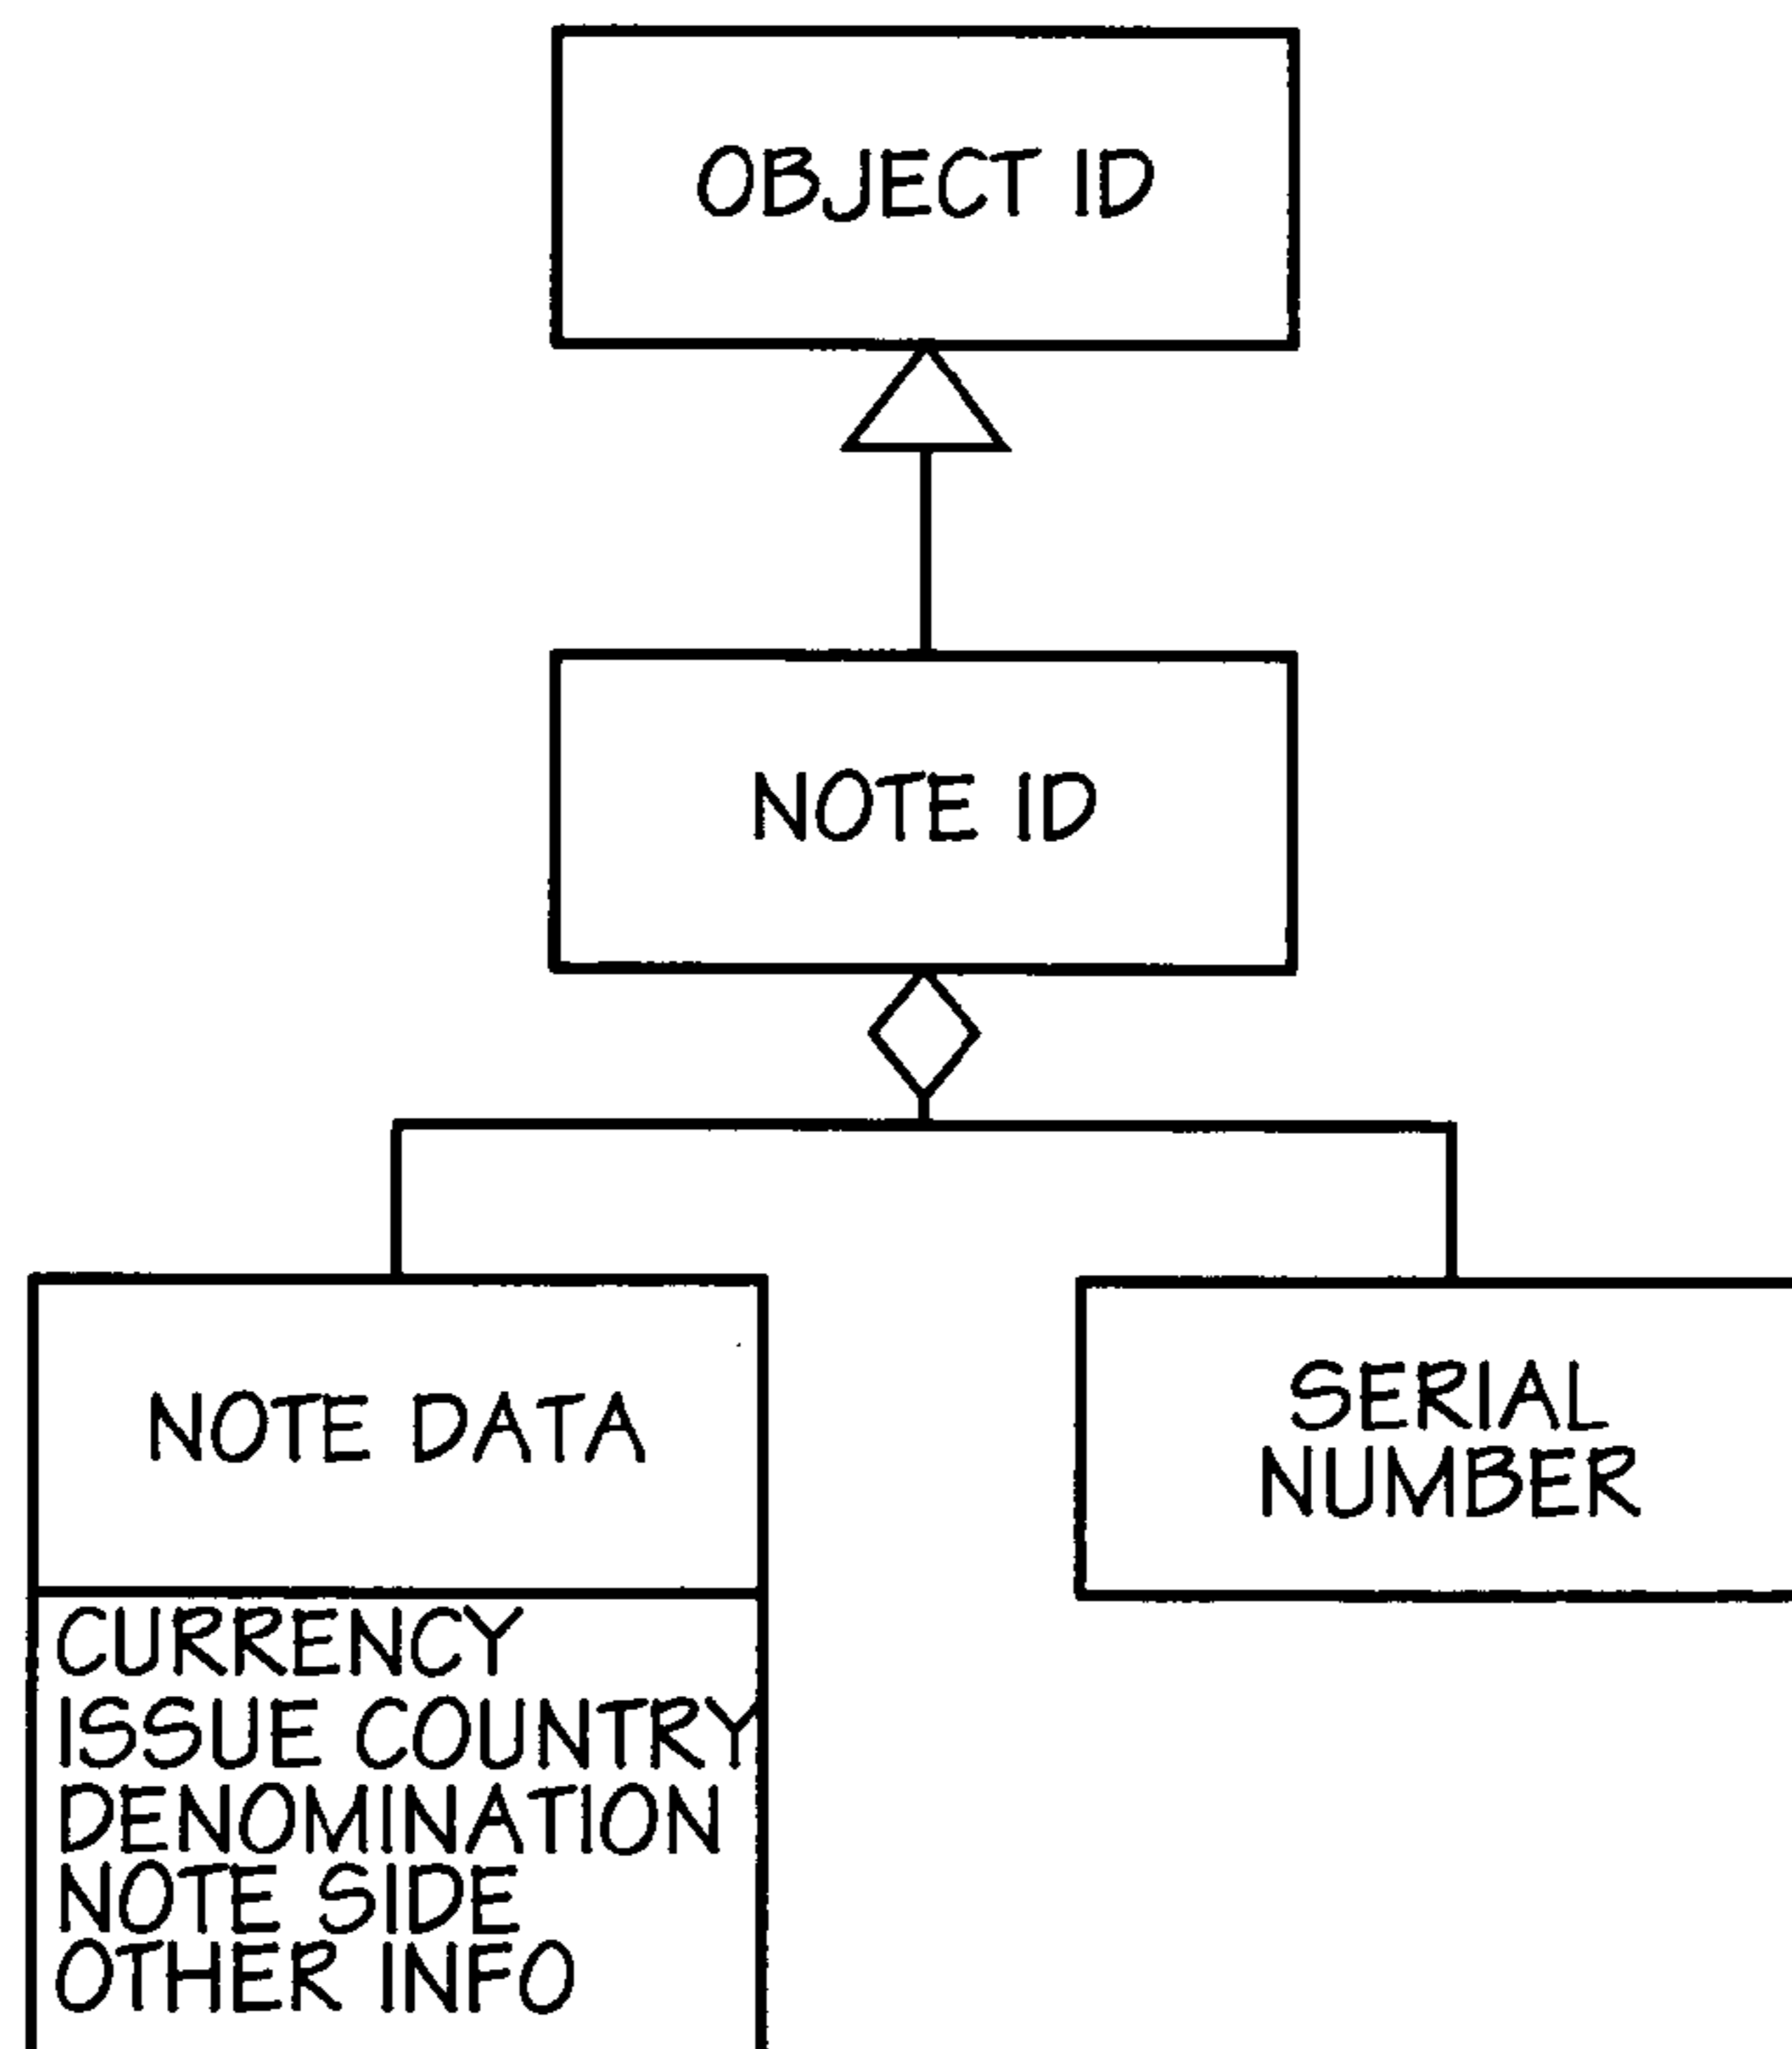 OBJECT ID
NOTE ID
NOTE DATA
SERIAL
NUMBER
CURRENCY
ISSUE COUNTRY
DENOMINATION
NOTE SIDE
OTHER INFO